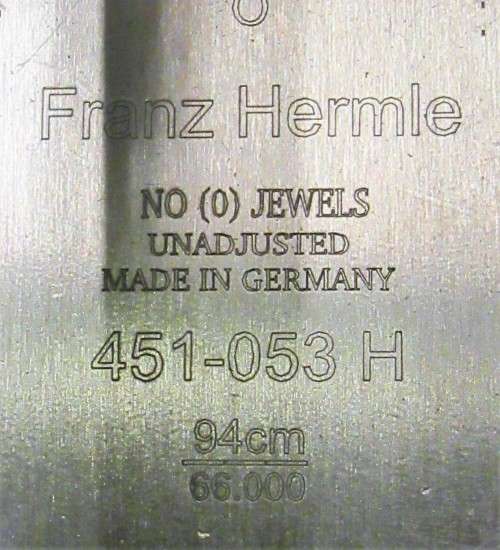 Franz Hermle
NO (0) JEWELS
UNADJUSTED
MADE IN GERMANY
451-053 H
94cm
66.000